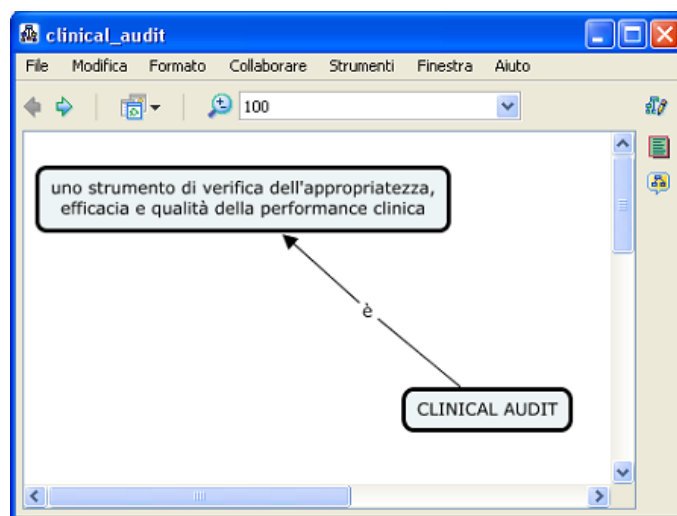 clinical_audit
File Modifica Formato Collaborare Strumenti Finestra Aiuto
100
uno strumento di verifica dell'appropriatezza,
efficacia e qualità della performance clinica
è
CLINICAL AUDIT